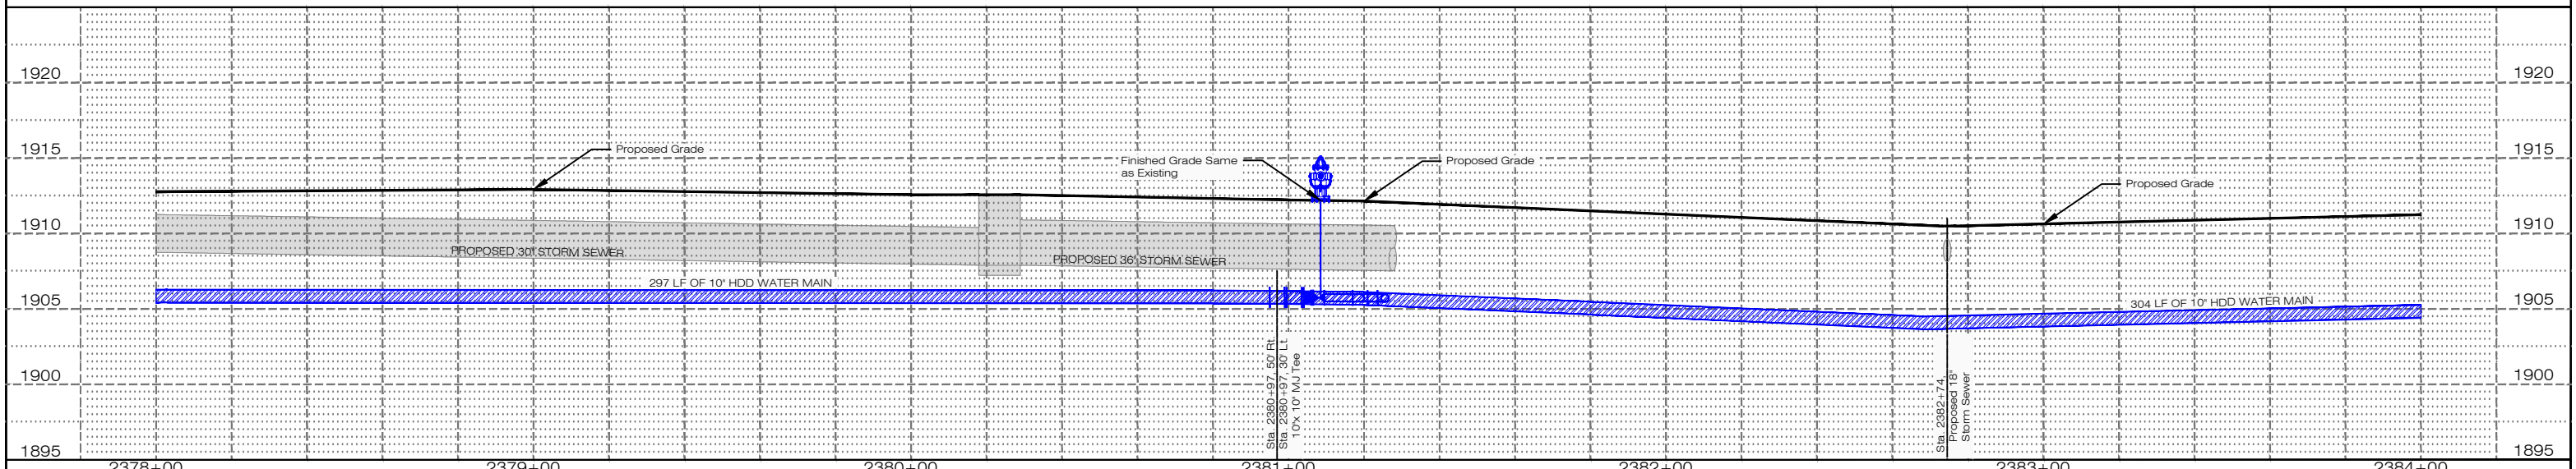 1920
1920
1915
Proposed Grade
Finished Grade Same
as Existing
Proposed Grade
1915
Proposed Grade
1910
1910
PROPOSED 30" STORM SEWER
PROPOSED 36" STORM SEWER
297 LF OF 10" HDD WATER MAIN
304 LF OF 10" HDD WATER MAIN
1905
1905
Sta. 2380+97, 50' Rt.
Sta. 2380+97, 30' Lt.
10"x 10" MJ Tee
Sta. 2382+74,
Proposed 18"
Storm Sewer
1900
1900
1895
1895
2378+00
2379+00
2380+00
2381+00
2382+00
2383+00
2384+00